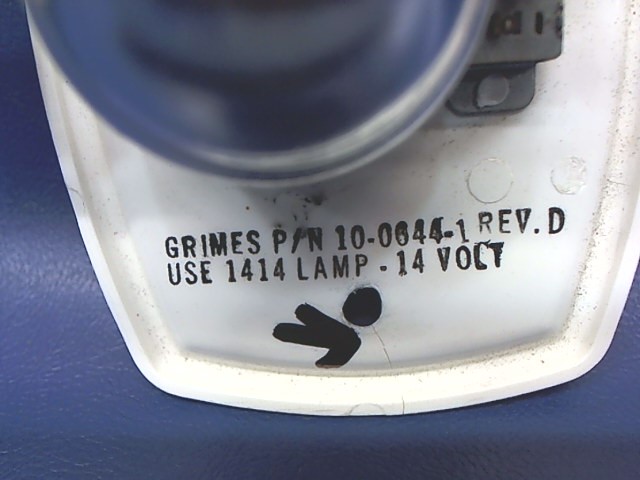 GRIMES P/N 10-0644-1 REV. D
USE 1414 LAMP - 14 VOLT